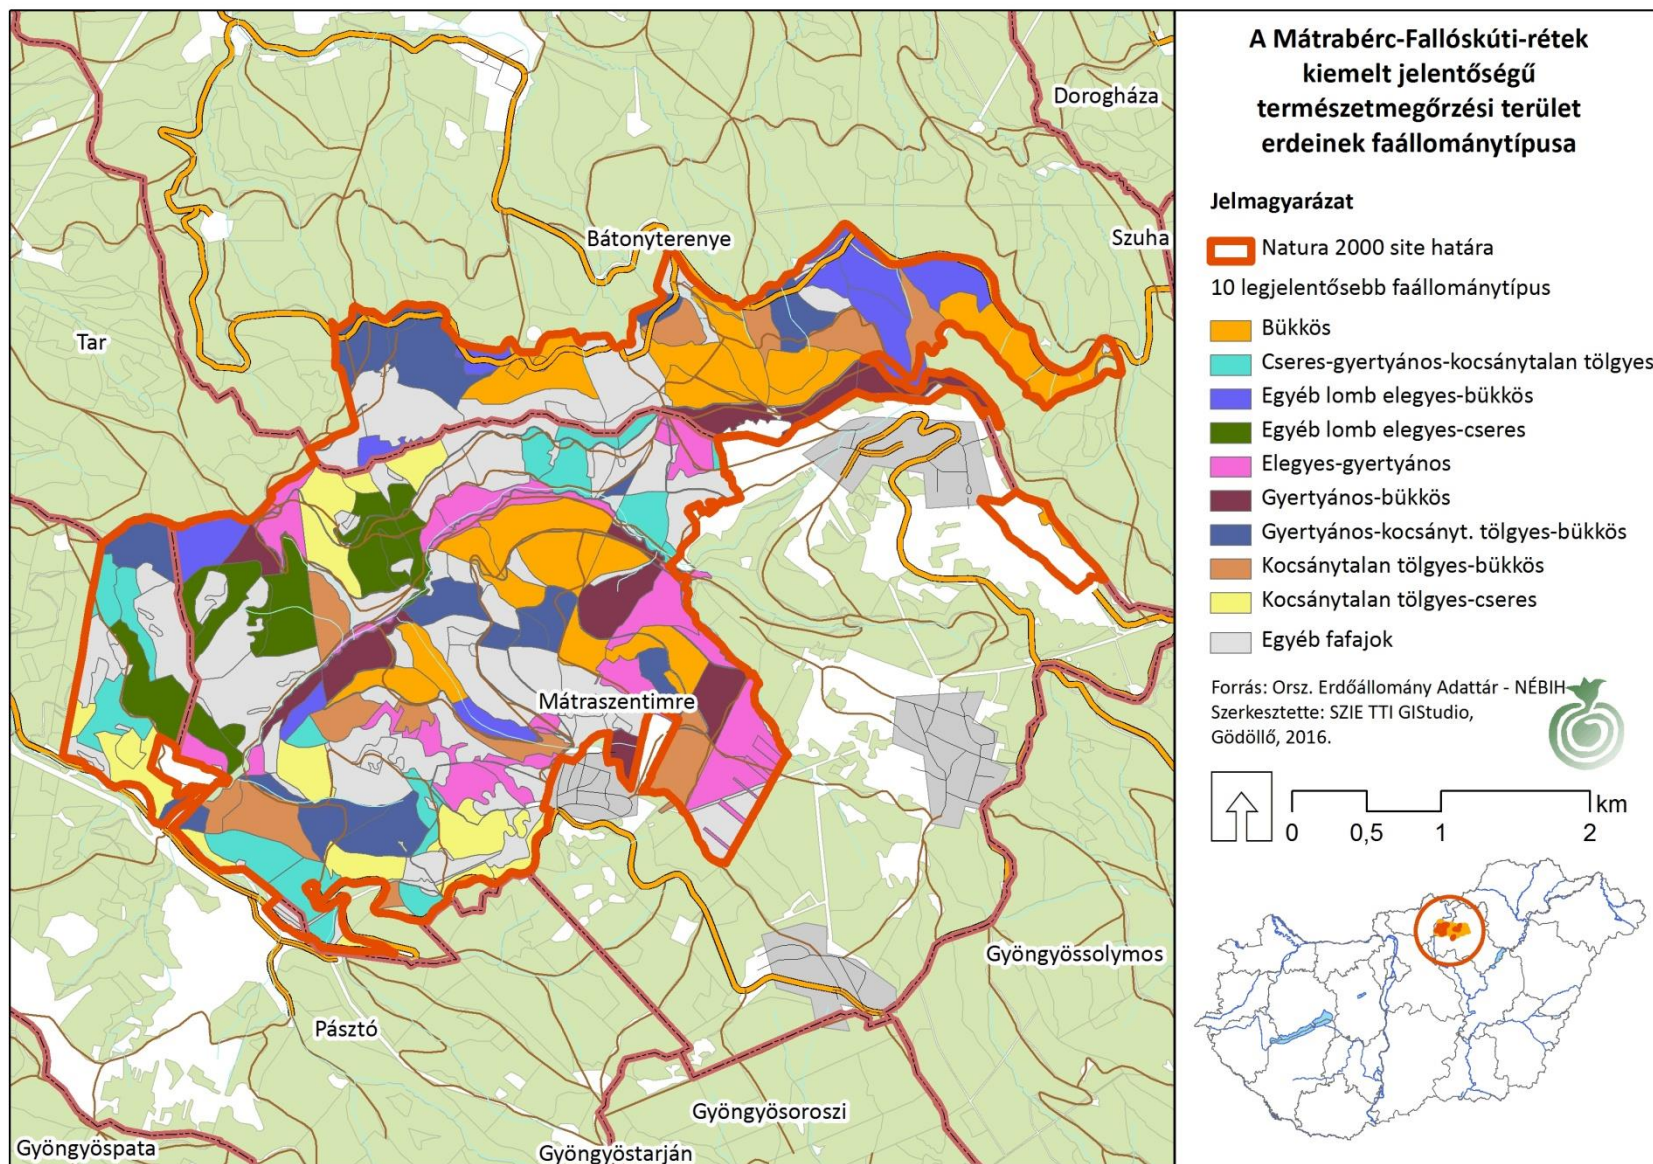 A Mátrabérc-Fallóskúti-rétek
kiemelt jelentőségű
természetmegőrzési terület
erdeinek faállománytípusa
Jelmagyarázat
Natura 2000 site határa
10 legjelentősebb faállománytípus
Bükkös
Cseres-gyertyános-kocsánytalan tölgyes
Egyéb lomb elegyes-bükkös
Egyéb lomb elegyes-cseres
Elegyes-gyertyános
Gyertyános-bükkös
Gyertyános-kocsányt. tölgyes-bükkös
Kocsánytalan tölgyes-bükkös
Kocsánytalan tölgyes-cseres
Egyéb fafajok
Forrás: Orsz. Erdőállomány Adattár - NÉBIH
Szerkesztette: SZIE TTI GIStudio,
Gödöllő, 2016.
km
0 0,5 1 2
Dorogháza
Bátonyterenye
Szuha
Tar
Mátraszentimre
Gyöngyössolymos
Pásztó
Gyöngyösoroszi
Gyöngyöspata
Gyöngyöstarján